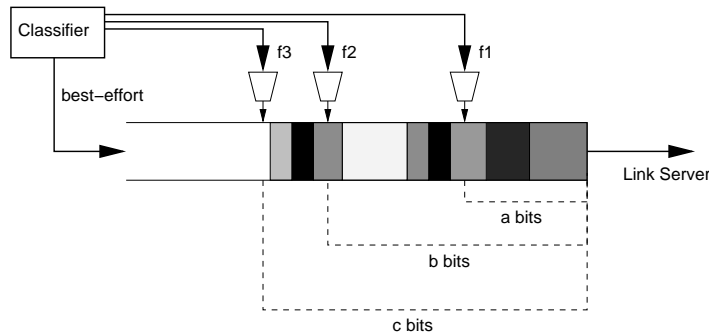 Classifier
f3
f2
f1
best−effort
Link Server
a bits
b bits
c bits